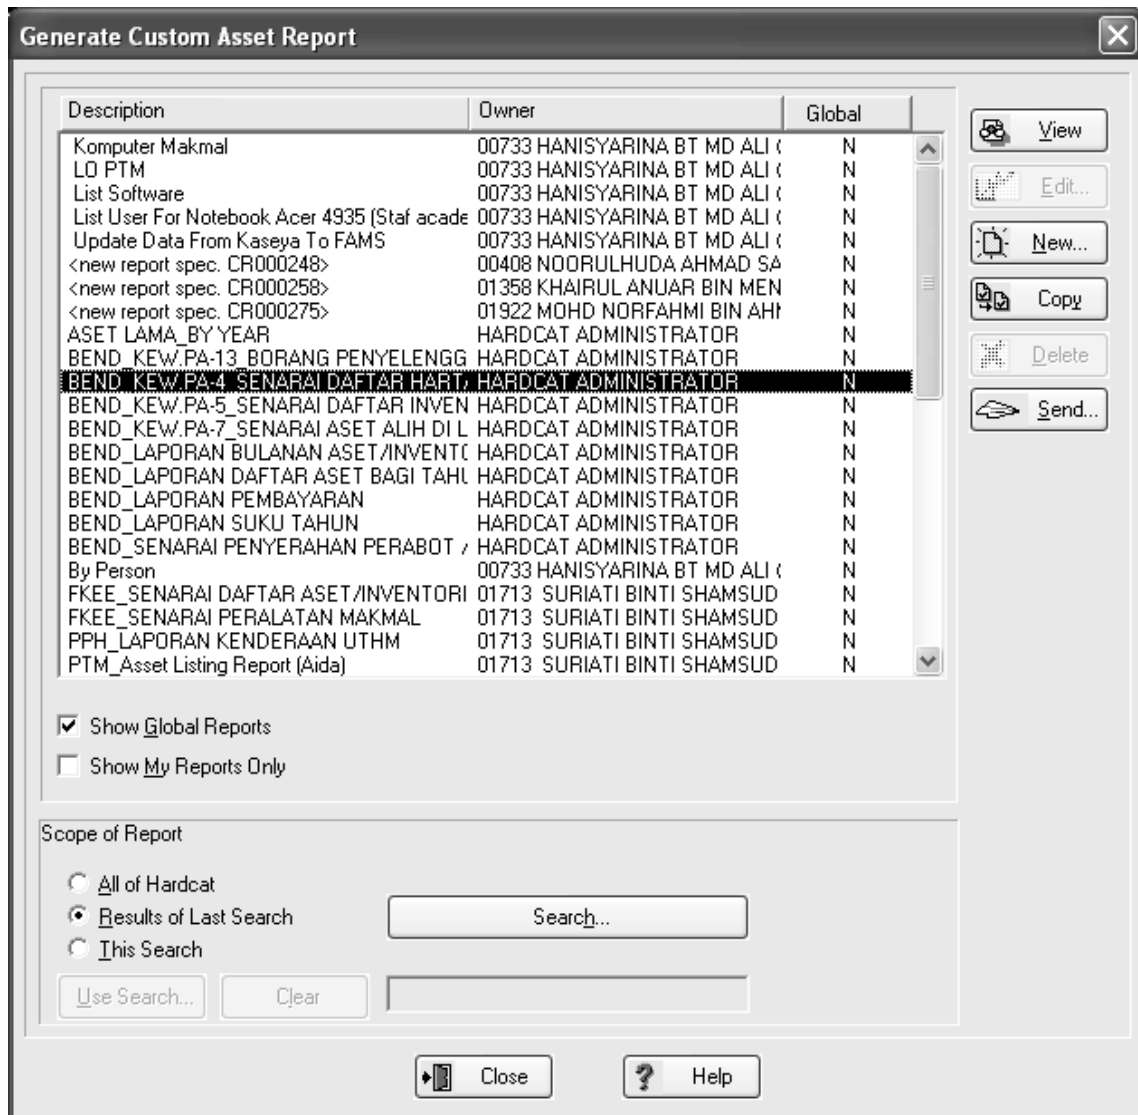 Generate Custom Asset Report
Description Owner Global
Komputer Makmal 00733 HANISYARINA BT MD ALI ( N
LO PTM 00733 HANISYARINA BT MD ALI ( N
List Software 00733 HANISYARINA BT MD ALI ( N
List User For Notebook Acer 4935 (Staf acade 00733 HANISYARINA BT MD ALI ( N
Update Data From Kaseya To FAMS 00733 HANISYARINA BT MD ALI ( N
<new report spec. CR000248> 00408 NOORULHUDA AHMAD SA N
<new report spec. CR000258> 01358 KHAIRUL ANUAR BIN MEN N
<new report spec. CR000275> 01922 MOHD NORFAHMI BIN AHM N
ASET LAMA_BY YEAR HARDCAT ADMINISTRATOR N
BEND_KEW.PA-13_BORANG PENYELENGG HARDCAT ADMINISTRATOR N
BEND_KEW.PA-4_SENARAI DAFTAR HARTA HARDCAT ADMINISTRATOR N
BEND_KEW.PA-5_SENARAI DAFTAR INVEN HARDCAT ADMINISTRATOR N
BEND_KEW.PA-7_SENARAI ASET ALIH DI L HARDCAT ADMINISTRATOR N
BEND_LAPORAN BULANAN ASET/INVENTO HARDCAT ADMINISTRATOR N
BEND_LAPORAN DAFTAR ASET BAGI TAHU HARDCAT ADMINISTRATOR N
BEND_LAPORAN PEMBAYARAN HARDCAT ADMINISTRATOR N
BEND_LAPORAN SUKU TAHUN HARDCAT ADMINISTRATOR N
BEND_SENARAI PENYERAHAN PERABOT / HARDCAT ADMINISTRATOR N
By Person 00733 HANISYARINA BT MD ALI ( N
FKEE_SENARAI DAFTAR ASET/INVENTORI 01713 SURIATI BINTI SHAMSUD N
FKEE_SENARAI PERALATAN MAKMAL 01713 SURIATI BINTI SHAMSUD N
PPH_LAPORAN KENDERAAN UTHM 01713 SURIATI BINTI SHAMSUD N
PTM_Asset Listing Report (Aida) 01713 SURIATI BINTI SHAMSUD N
View
Edit...
New...
Copy
Delete
Send...
Show Global Reports
Show My Reports Only
Scope of Report
All of Hardcat
Results of Last Search
Search...
This Search
Use Search...
Clear
Close
Help